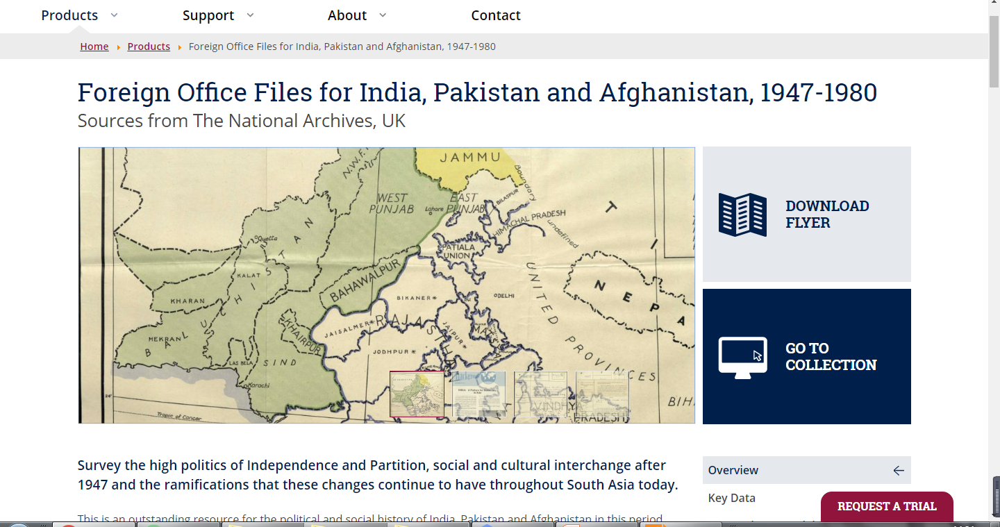 Products
Support
About
Contact
Home Products Foreign Office Files for India, Pakistan and Afghanistan, 1947-1980
Foreign Office Files for India, Pakistan and Afghanistan, 1947-1980
Sources from The National Archives, UK
JAMMU
N.W.F.
Boundary
WEST
PUNJAB
EAST
PUNJAB
Lahore
BILASPUR
HIMACHAL PRADESH
undefined
T
I
Quetta
PATIALA
UNION
KALAT
BAHAWALPUR
UNITED
PROVINCES
NEPA
KHARAN
BALUCHISTAN
BIKANER*
DELHI
JAISALMER*
RAJASTHA
JAIPUR*
MATSA
MEKRAN
KHAIRPUR
LAS BELA
SIND
JODHPUR*
Karachi
Tropic of Cancer
VINDHYA
PRADESH
BIH
DOWNLOAD
FLYER
GO TO
COLLECTION
Survey the high politics of Independence and Partition, social and cultural interchange after
1947 and the ramifications that these changes continue to have throughout South Asia today.
This is an outstanding resource for the political and social history of India, Pakistan and Afghanistan in this period
Overview
Key Data
REQUEST A TRIAL